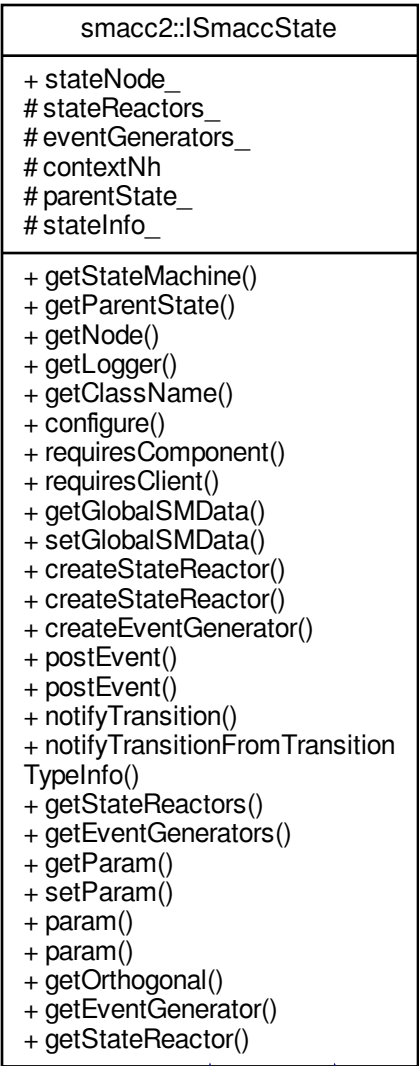 smacc2::ISmaccState
+ stateNode_
# stateReactors_
# eventGenerators_
# contextNh
# parentState_
# stateInfo_
+ getStateMachine()
+ getParentState()
+ getNode()
+ getLogger()
+ getClassName()
+ configure()
+ requiresComponent()
+ requiresClient()
+ getGlobalSMData()
+ setGlobalSMData()
+ createStateReactor()
+ createStateReactor()
+ createEventGenerator()
+ postEvent()
+ postEvent()
+ notifyTransition()
+ notifyTransitionFromTransition
TypeInfo()
+ getStateReactors()
+ getEventGenerators()
+ getParam()
+ setParam()
+ param()
+ param()
+ getOrthogonal()
+ getEventGenerator()
+ getStateReactor()